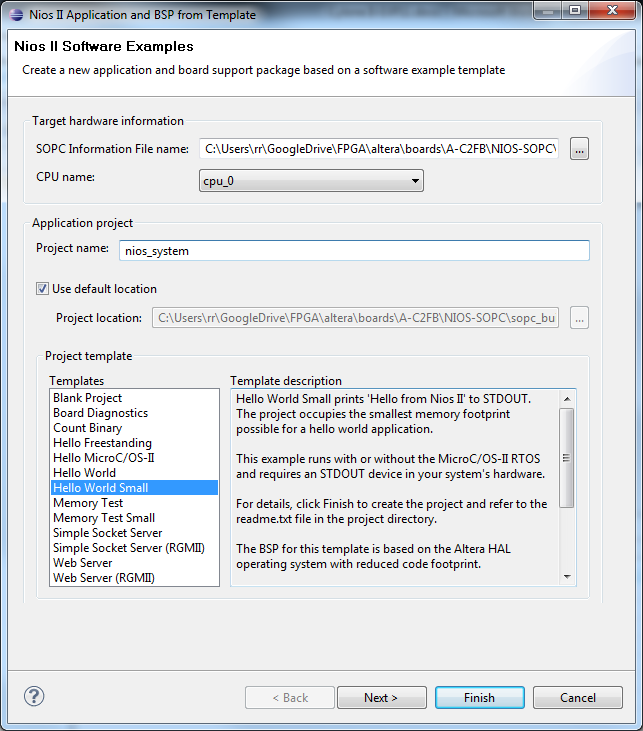 Nios II Application and BSP from Template
Nios II Software Examples
Create a new application and board support package based on a software example template
Target hardware information
SOPC Information File name: C:\Users\rr\GoogleDrive\FPGA\altera\boards\A-C2FB\NIOS-SOPC\ ...
CPU name: cpu_0
Application project
Project name: nios_system
Use default location
Project location: C:\Users\rr\GoogleDrive\FPGA\altera\boards\A-C2FB\NIOS-SOPC\sopc_bu ...
Project template
Templates
Blank Project
Board Diagnostics
Count Binary
Hello Freestanding
Hello MicroC/OS-II
Hello World
Hello World Small
Memory Test
Memory Test Small
Simple Socket Server
Simple Socket Server (RGMII)
Web Server
Web Server (RGMII)
Template description
Hello World Small prints 'Hello from Nios II' to STDOUT.
The project occupies the smallest memory footprint
possible for a hello world application.
This example runs with or without the MicroC/OS-II RTOS
and requires an STDOUT device in your system's hardware.
For details, click Finish to create the project and refer to the
readme.txt file in the project directory.
The BSP for this template is based on the Altera HAL
operating system with reduced code footprint.
?
< Back
Next >
Finish
Cancel